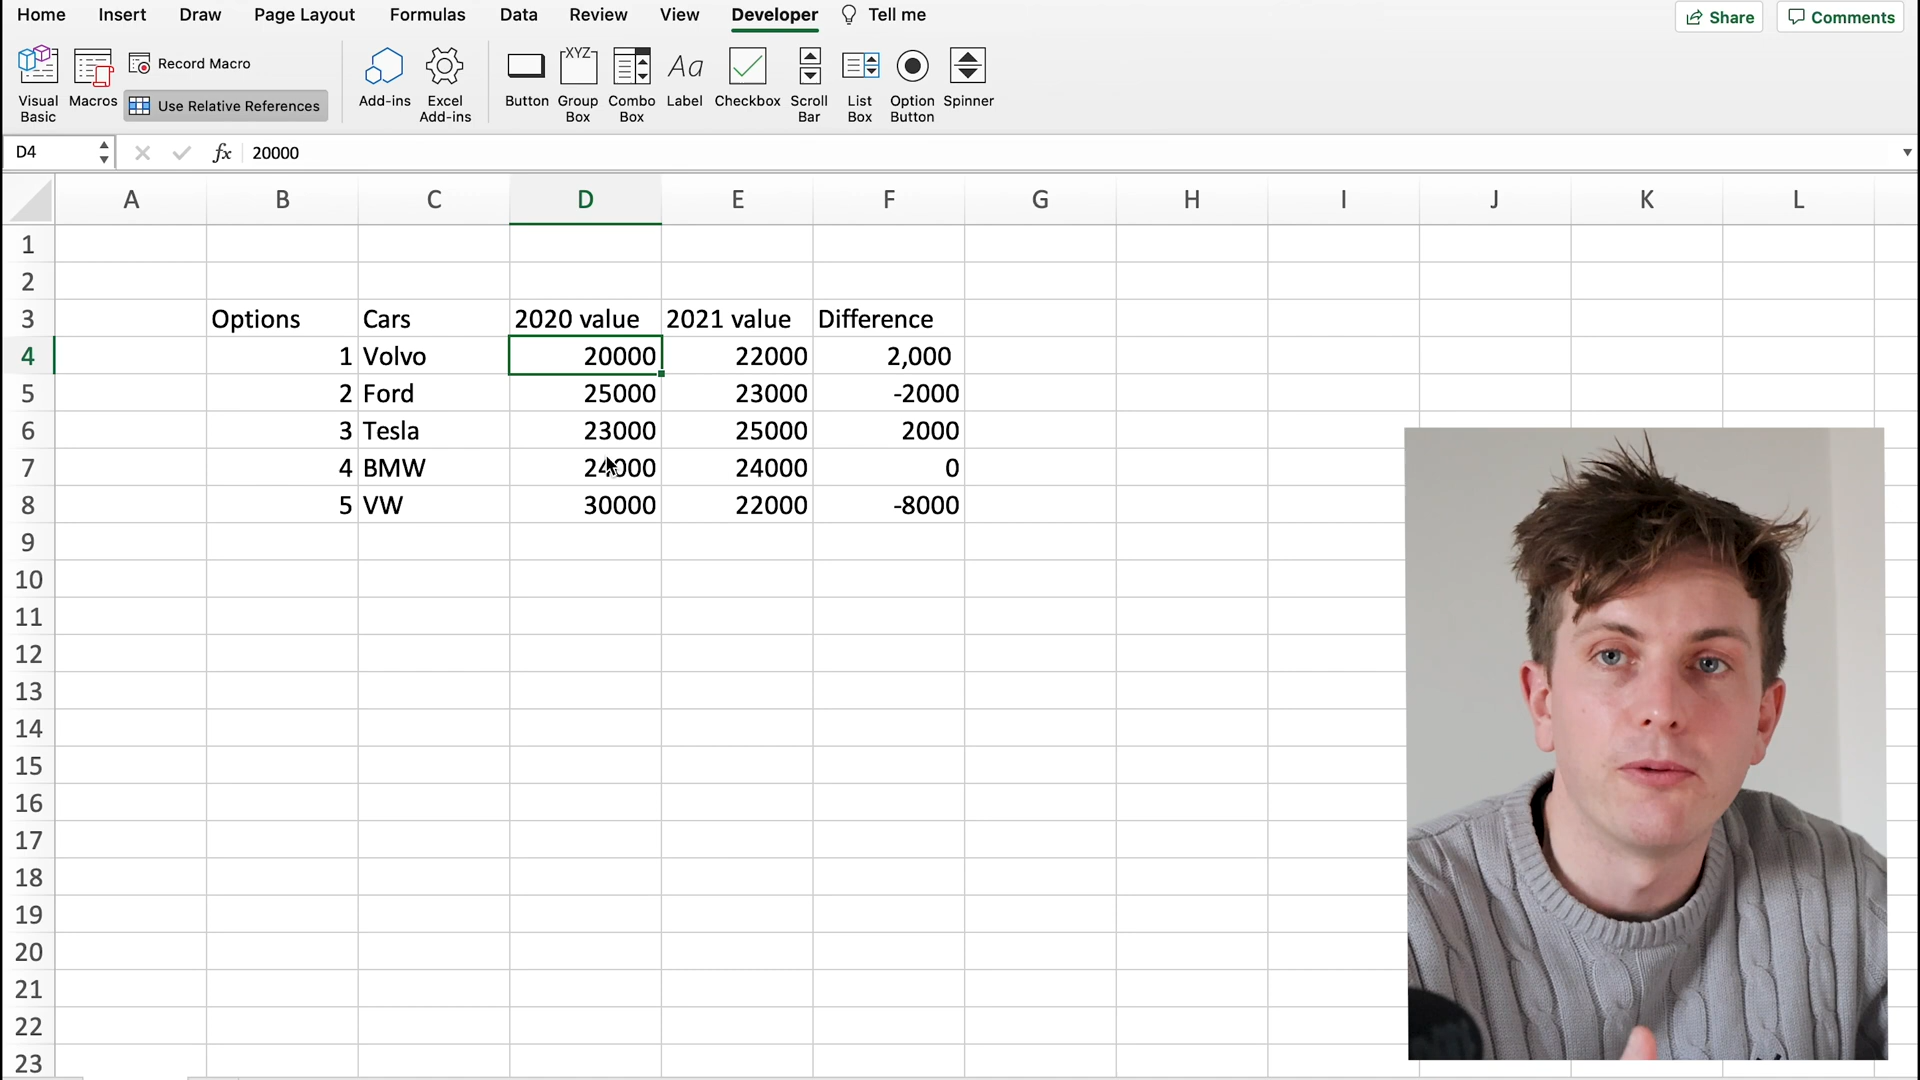 Home Insert Draw Page Layout Formulas Data Review View Developer Tell me Share Comments
Visual Basic Macros Record Macro Use Relative References Add-ins Excel Add-ins Button XYZ Group Box Combo Box Aa Label Checkbox Scroll Bar List Box Option Button Spinner
D4 fx 20000
A B C D E F G H I J K L
1
2
3 Options Cars 2020 value 2021 value Difference
4 1 Volvo 20000 22000 2,000
5 2 Ford 25000 23000 -2000
6 3 Tesla 23000 25000 2000
7 4 BMW 24000 24000 0
8 5 VW 30000 22000 -8000
9
10
11
12
13
14
15
16
17
18
19
20
21
22
23